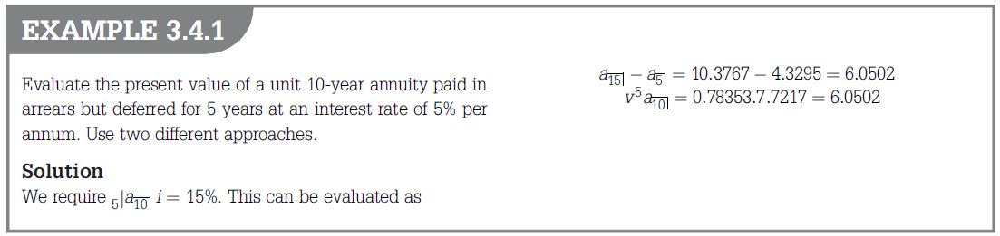 EXAMPLE 3.4.1
Evaluate the present value of a unit 10-year annuity paid in
arrears but deferred for 5 years at an interest rate of 5% per
annum. Use two different approaches.
Solution
We require ₅|a_{\overline{10|}} i = 15%. This can be evaluated as
a_{\overline{15|}} – a_{\overline{5|}} = 10.3767 – 4.3295 = 6.0502
v⁵a_{\overline{10|}} = 0.78353.7.7217 = 6.0502